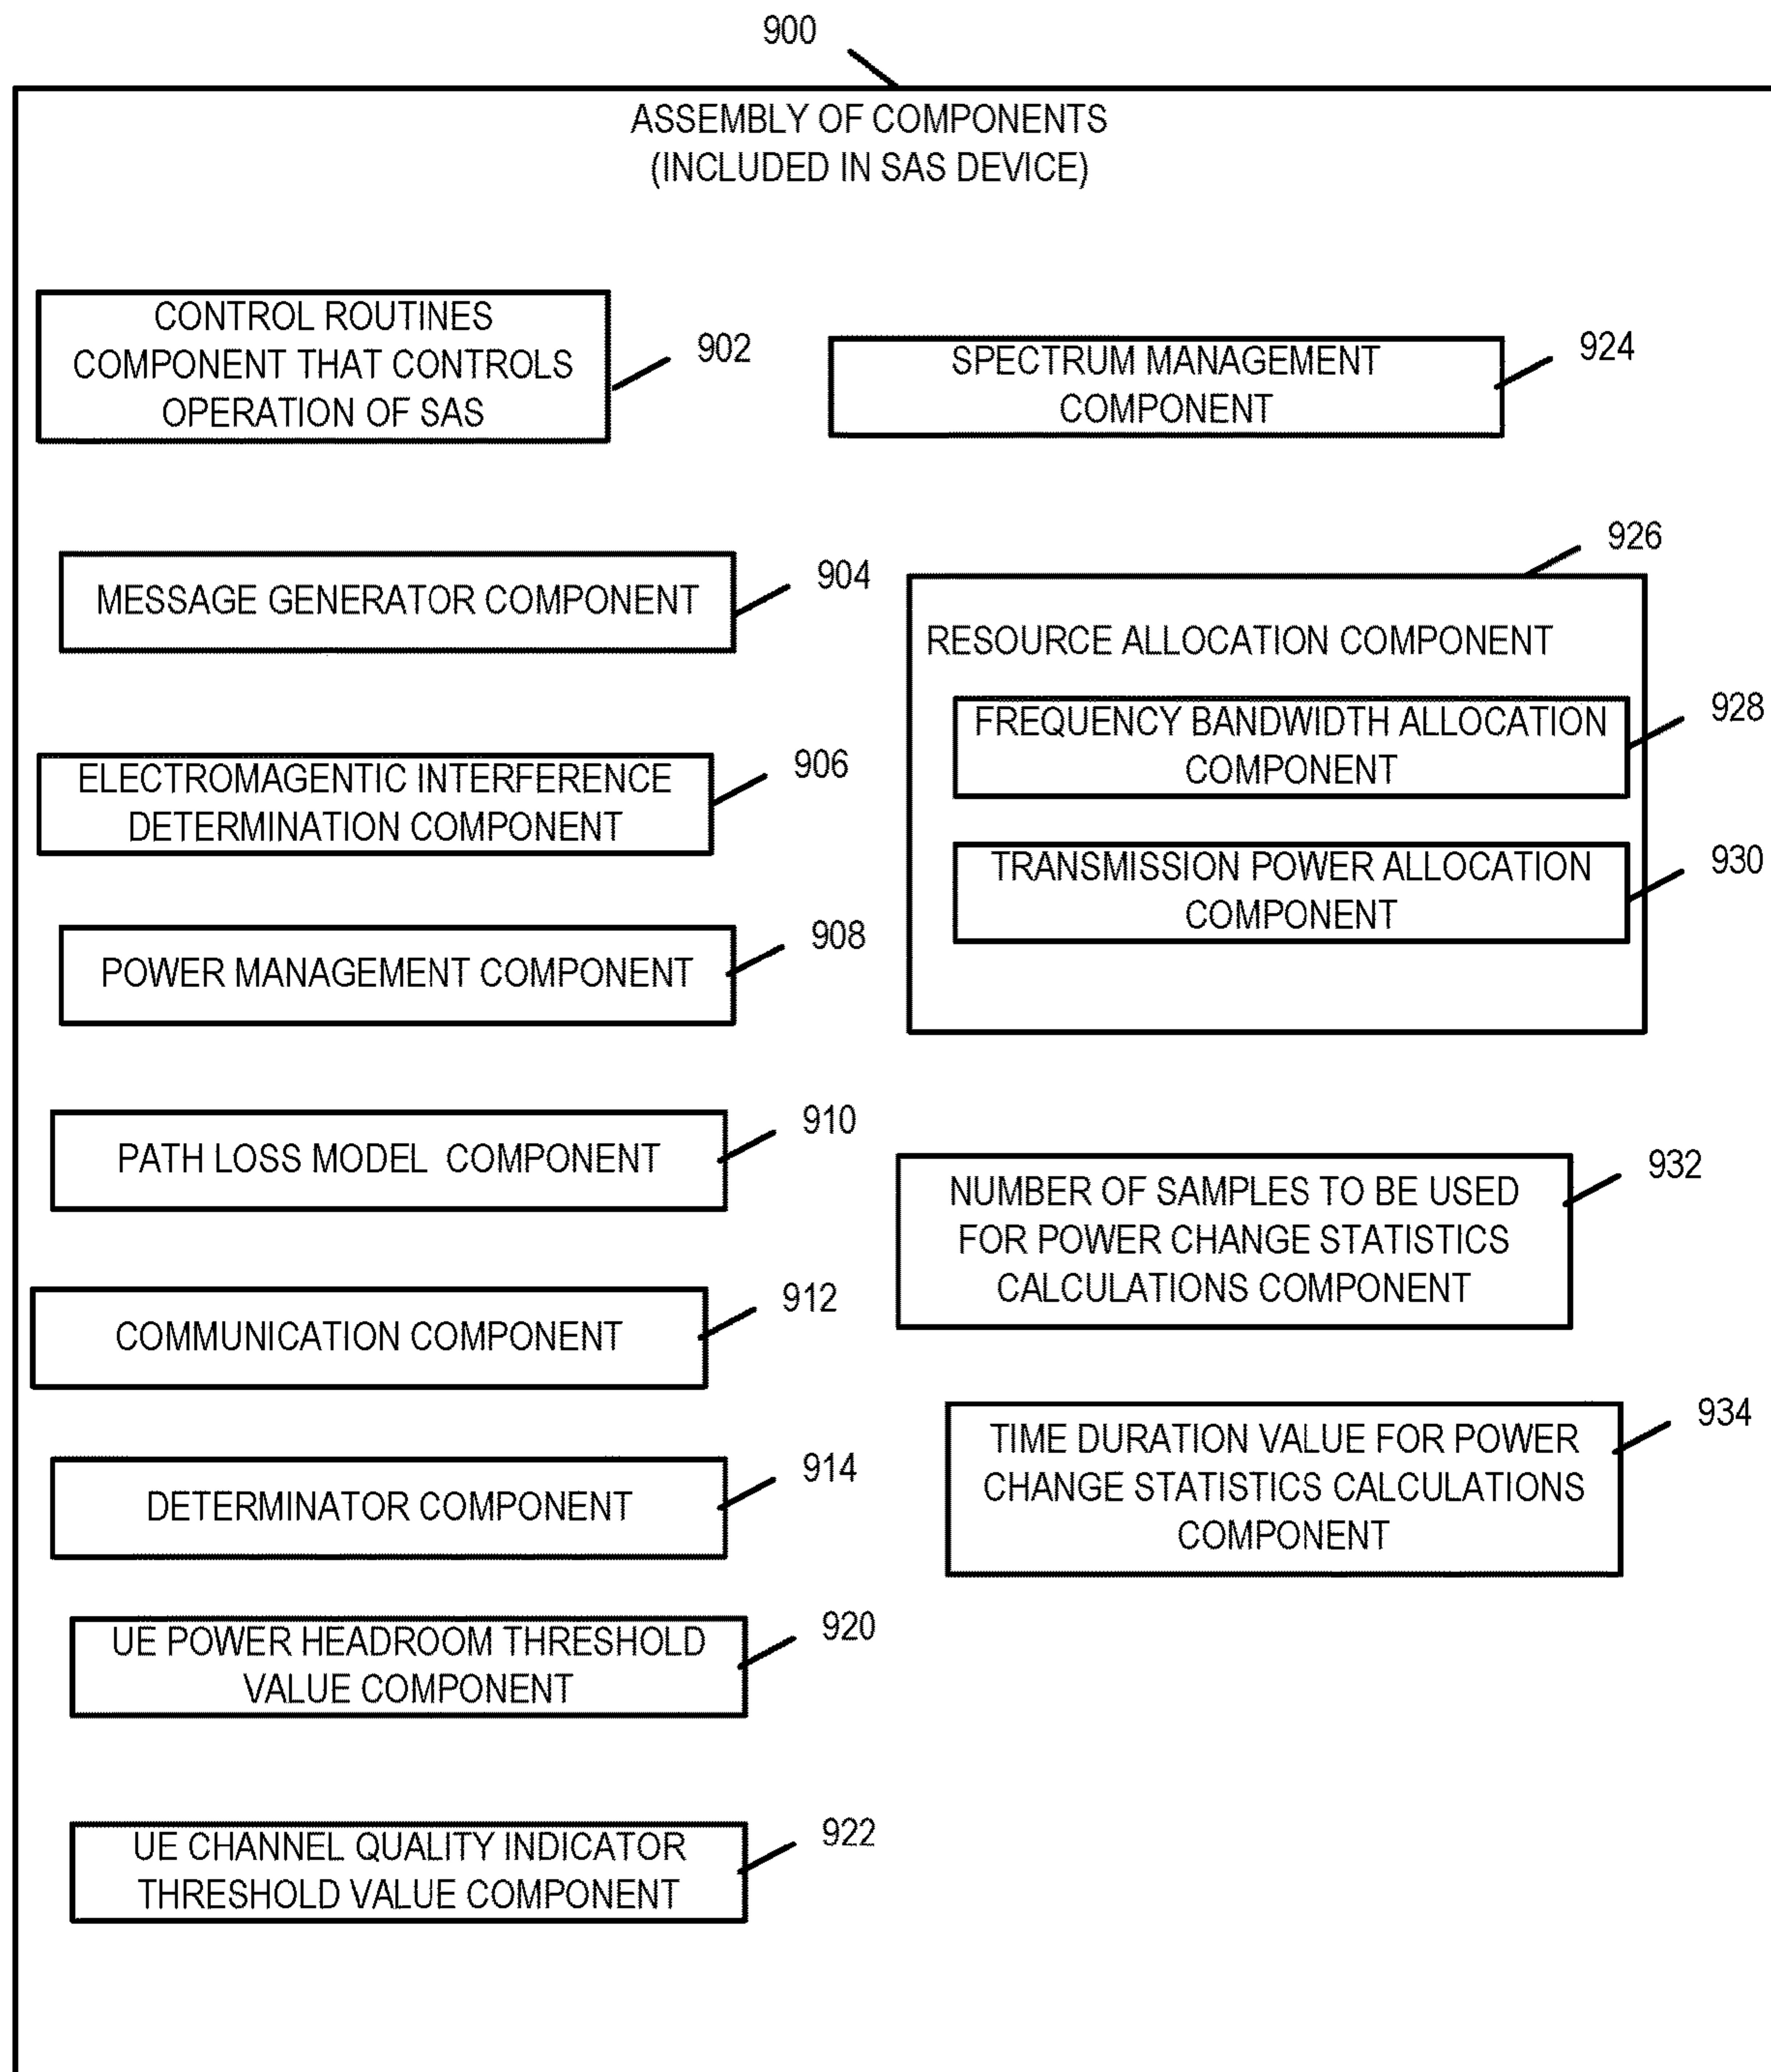 900
ASSEMBLY OF COMPONENTS
(INCLUDED IN SAS DEVICE)
CONTROL ROUTINES
COMPONENT THAT CONTROLS
OPERATION OF SAS
902
MESSAGE GENERATOR COMPONENT
904
ELECTROMAGENTIC INTERFERENCE
DETERMINATION COMPONENT
906
POWER MANAGEMENT COMPONENT
908
PATH LOSS MODEL COMPONENT
910
COMMUNICATION COMPONENT
912
DETERMINATOR COMPONENT
914
UE POWER HEADROOM THRESHOLD
VALUE COMPONENT
920
UE CHANNEL QUALITY INDICATOR
THRESHOLD VALUE COMPONENT
922
SPECTRUM MANAGEMENT
COMPONENT
924
926
RESOURCE ALLOCATION COMPONENT
FREQUENCY BANDWIDTH ALLOCATION
COMPONENT
928
TRANSMISSION POWER ALLOCATION
COMPONENT
930
NUMBER OF SAMPLES TO BE USED
FOR POWER CHANGE STATISTICS
CALCULATIONS COMPONENT
932
TIME DURATION VALUE FOR POWER
CHANGE STATISTICS CALCULATIONS
COMPONENT
934